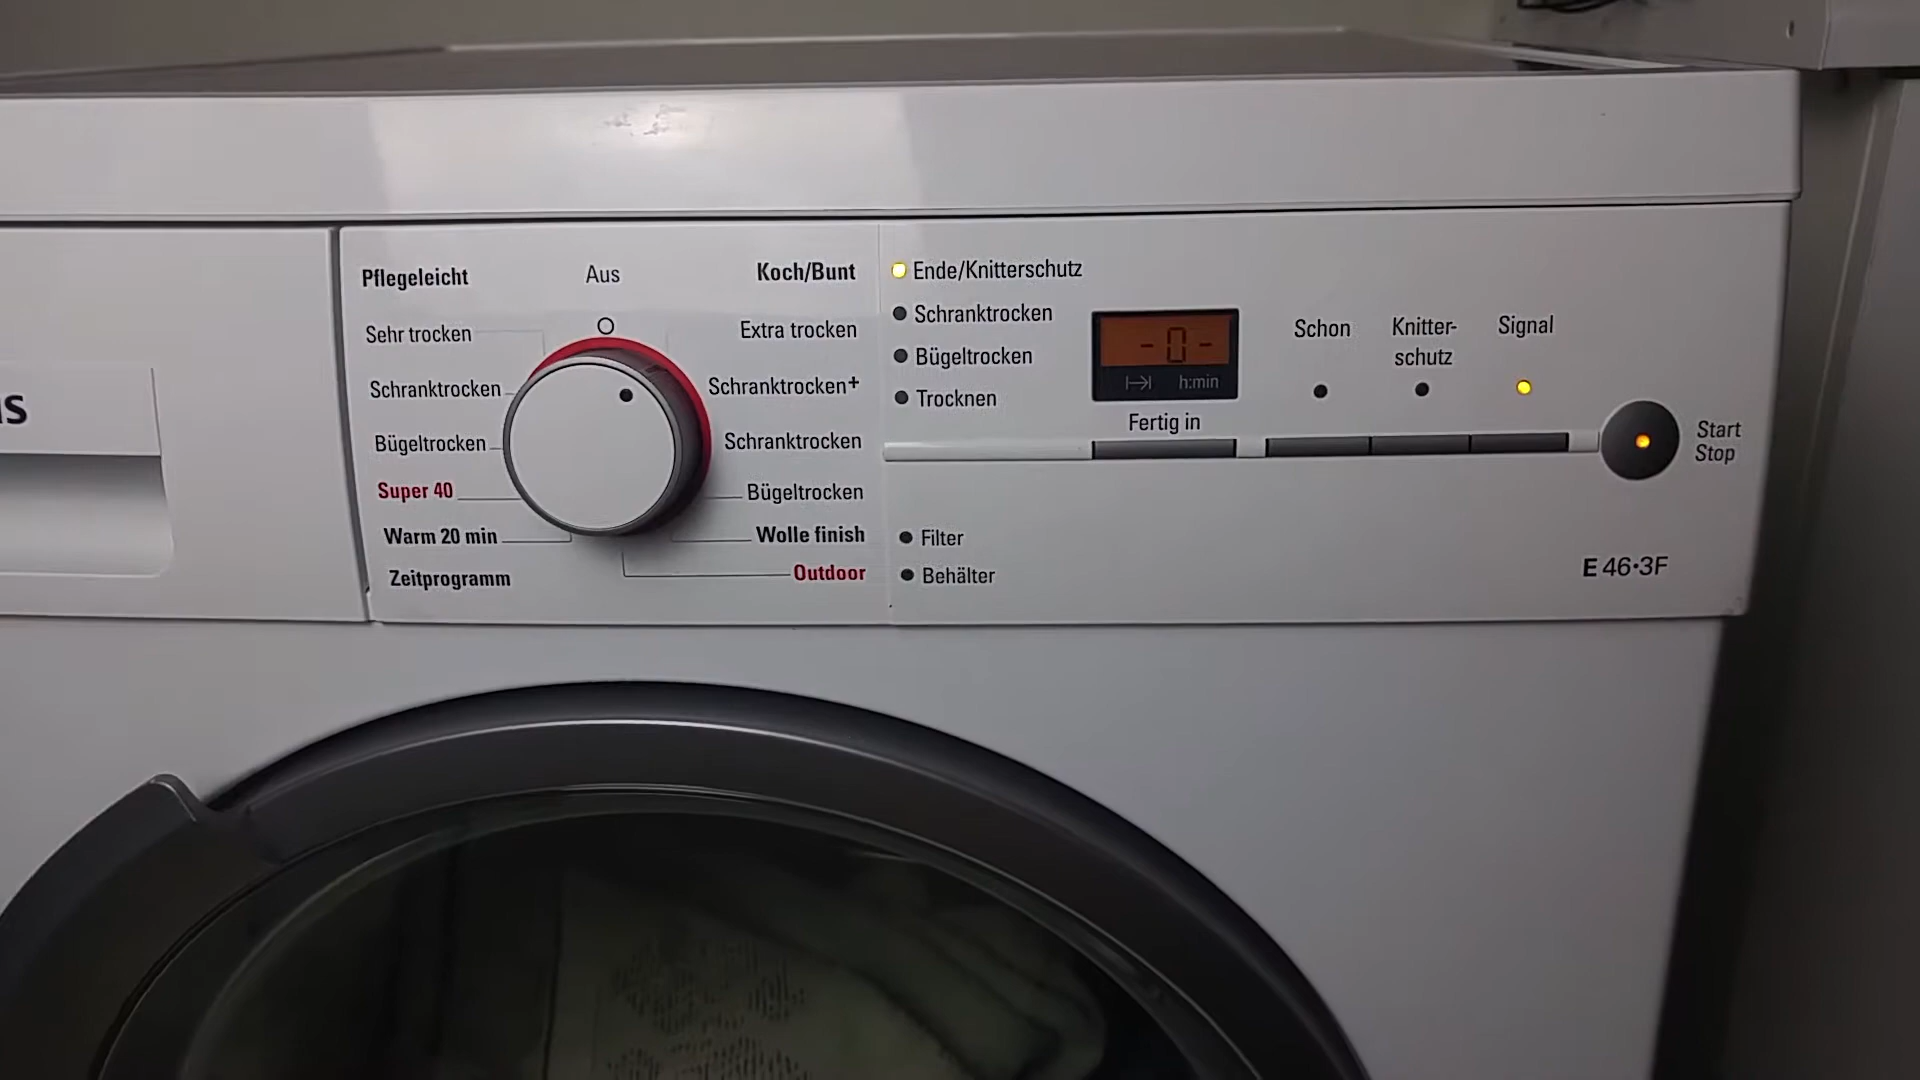 Pflegeleicht
Aus
Koch/Bunt
Sehr trocken
Extra trocken
Schranktrocken
Schranktrocken+
Bügeltrocken
Schranktrocken
Super 40
Bügeltrocken
Warm 20 min
Wolle finish
Zeitprogramm
Outdoor
Ende/Knitterschutz
Schranktrocken
Bügeltrocken
Trocknen
-0-
h:min
Fertig in
Schon
Knitter-
schutz
Signal
Start
Stop
Filter
Behälter
E 46·3F